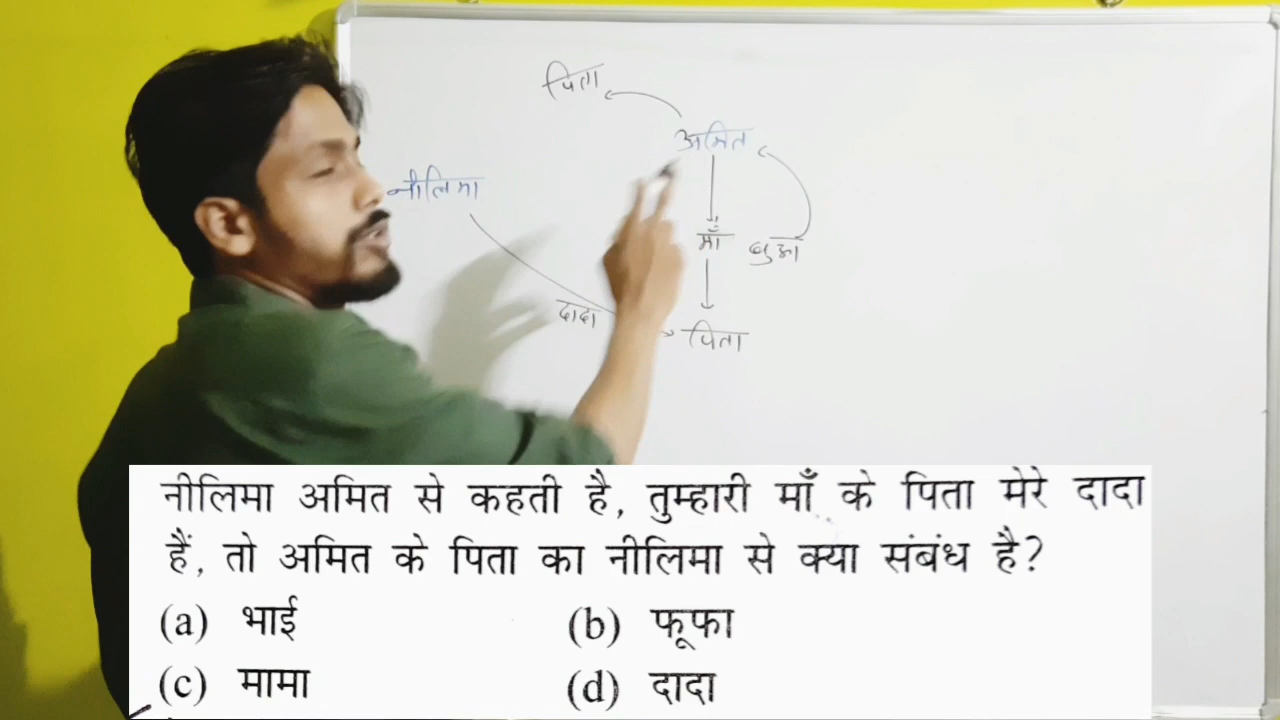 पिता
अमित
नीलिमा
माँ बुआ
दादा
पिता
नीलिमा अमित से कहती है, तुम्हारी माँ के पिता मेरे दादा
हैं, तो अमित के पिता का नीलिमा से क्या संबंध है?
(a) भाई (b) फूफा
(c) मामा (d) दादा